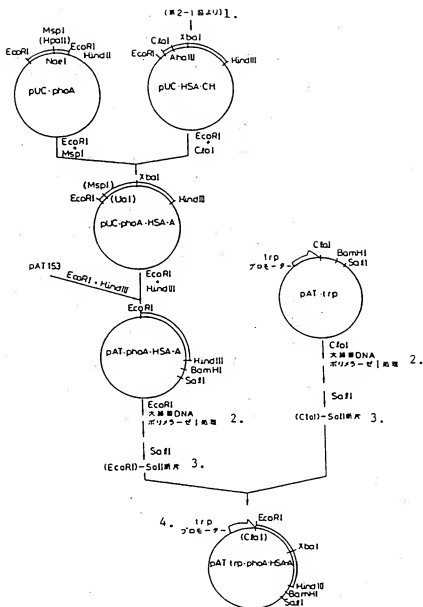 (第2-1図より) 1.
MspI
(HpaII)
EcoRI
EcoRI
HindIII
NaeI
pUC-phoA
XbaI
ClaI
EcoRI
AhaIII
HindIII
pUC-HSA-CH
EcoRI
+
MspI
EcoRI
+
ClaI
XbaI
(MspI)
EcoRI
HindIII
pUC-phoA-HSA-A
pAT153
EcoRI + HindIII
EcoRI
+
HindIII
EcoRI
pAT-phoA-HSA-A
HindIII
BamHI
SalI
trp
プロモーター
ClaI
BamHI
SalI
pAT-trp
EcoRI
大腸菌DNA
ポリメラーゼI処理
2.
SalI
(EcoRI)-SalI断片
3.
ClaI
大腸菌DNA
ポリメラーゼI処理
2.
SalI
(ClaI)-SalI断片
3.
4.
trp
プロモーター
EcoRI
(ClaI)
XbaI
pAT-trp-phoA-HSA-A
HindIII
BamHI
SalI